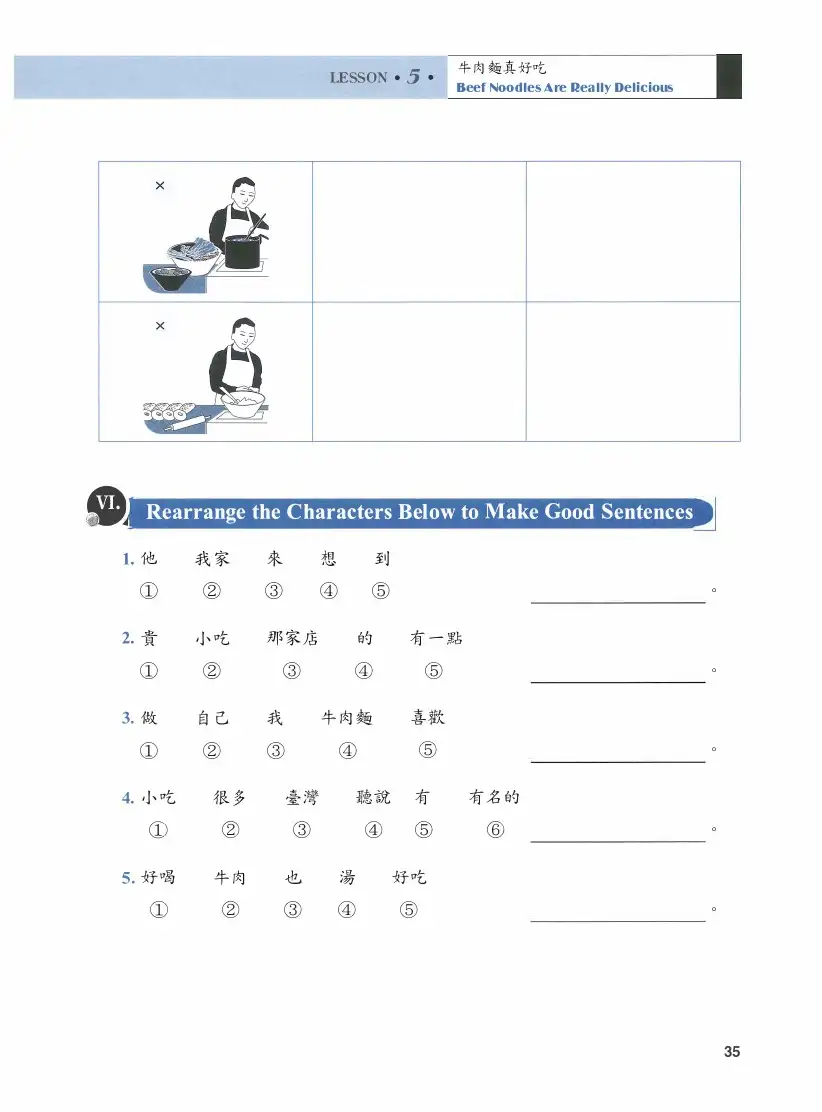 LESSON • 5 •
牛肉麵真好吃
Beef Noodles Are Really Delicious
×
×
VI.
Rearrange the Characters Below to Make Good Sentences
1. 他 我家 來 想 到
① ② ③ ④ ⑤ 。
2. 貴 小吃 那家店 的 有一點
① ② ③ ④ ⑤ 。
3. 做 自己 我 牛肉麵 喜歡
① ② ③ ④ ⑤ 。
4. 小吃 很多 臺灣 聽說 有 有名的
① ② ③ ④ ⑤ ⑥ 。
5. 好喝 牛肉 也 湯 好吃
① ② ③ ④ ⑤ 。
35